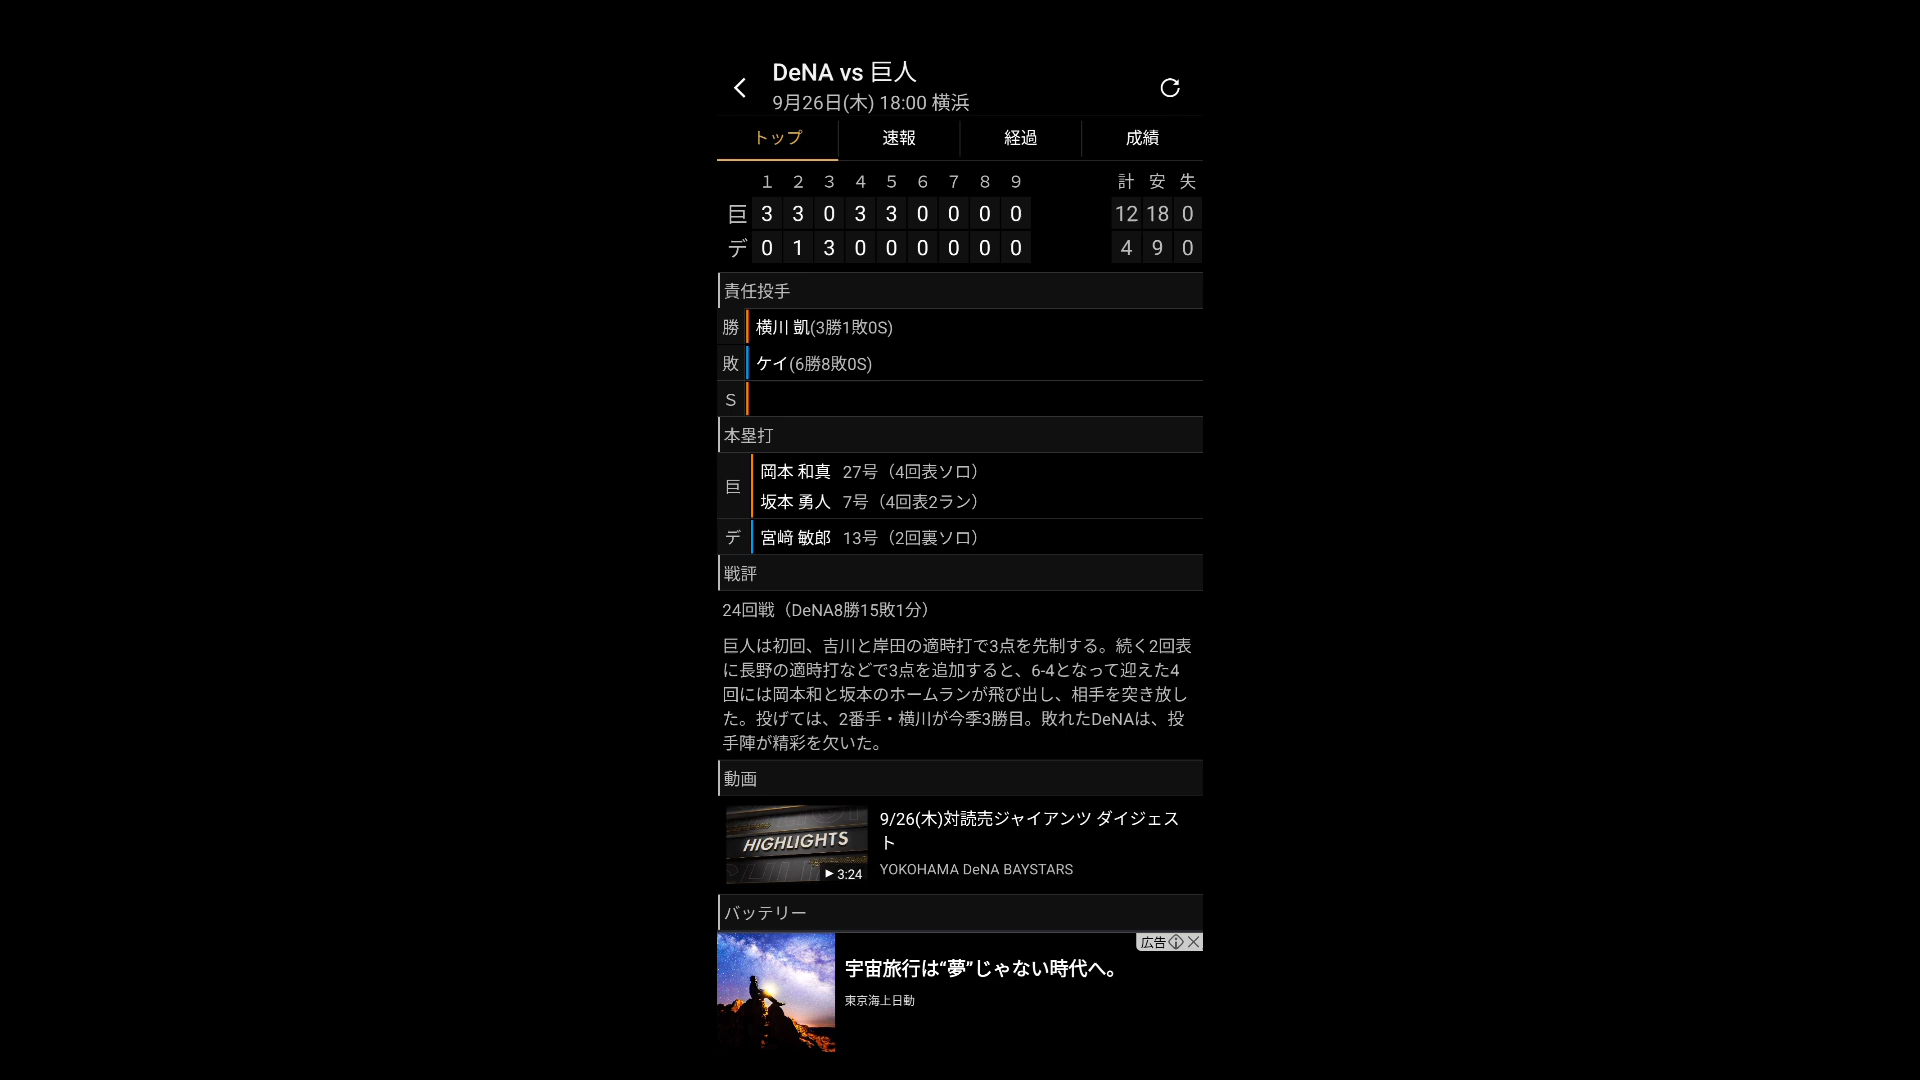 DeNA vs 巨人
9月26日(木) 18:00 横浜
トップ 速報 経過 成績
1 2 3 4 5 6 7 8 9 計 安 失
巨 3 3 0 3 3 0 0 0 0 12 18 0
デ 0 1 3 0 0 0 0 0 0 4 9 0
責任投手
勝 横川 凱(3勝1敗0S)
敗 ケイ(6勝8敗0S)
S
本塁打
岡本 和真 27号（4回表ソロ）
巨
坂本 勇人 7号（4回表2ラン）
デ 宮﨑 敏郎 13号（2回裏ソロ）
戦評
24回戦（DeNA8勝15敗1分）
巨人は初回、吉川と岸田の適時打で3点を先制する。続く2回表
に長野の適時打などで3点を追加すると、6-4となって迎えた4
回には岡本和と坂本のホームランが飛び出し、相手を突き放し
た。投げては、2番手・横川が今季3勝目。敗れたDeNAは、投
手陣が精彩を欠いた。
動画
HIGHLIGHTS
3:24
9/26(木)対読売ジャイアンツ ダイジェス
ト
YOKOHAMA DeNA BAYSTARS
バッテリー
広告
宇宙旅行は“夢”じゃない時代へ。
東京海上日動